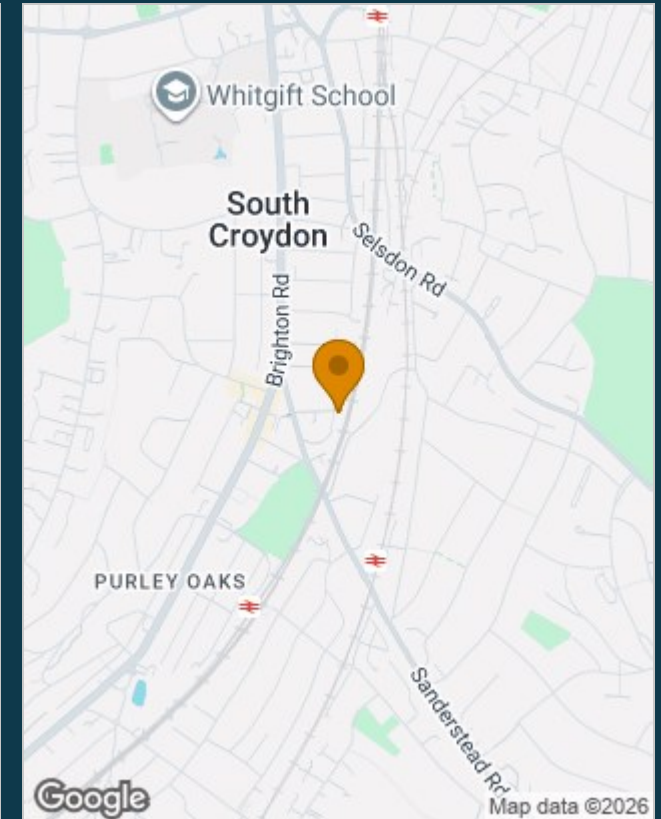 Whitgift School
South
Croydon
Selsdon Rd
Brighton Rd
PURLEY OAKS
Sanderstead Rd
Google
Map data ©2026